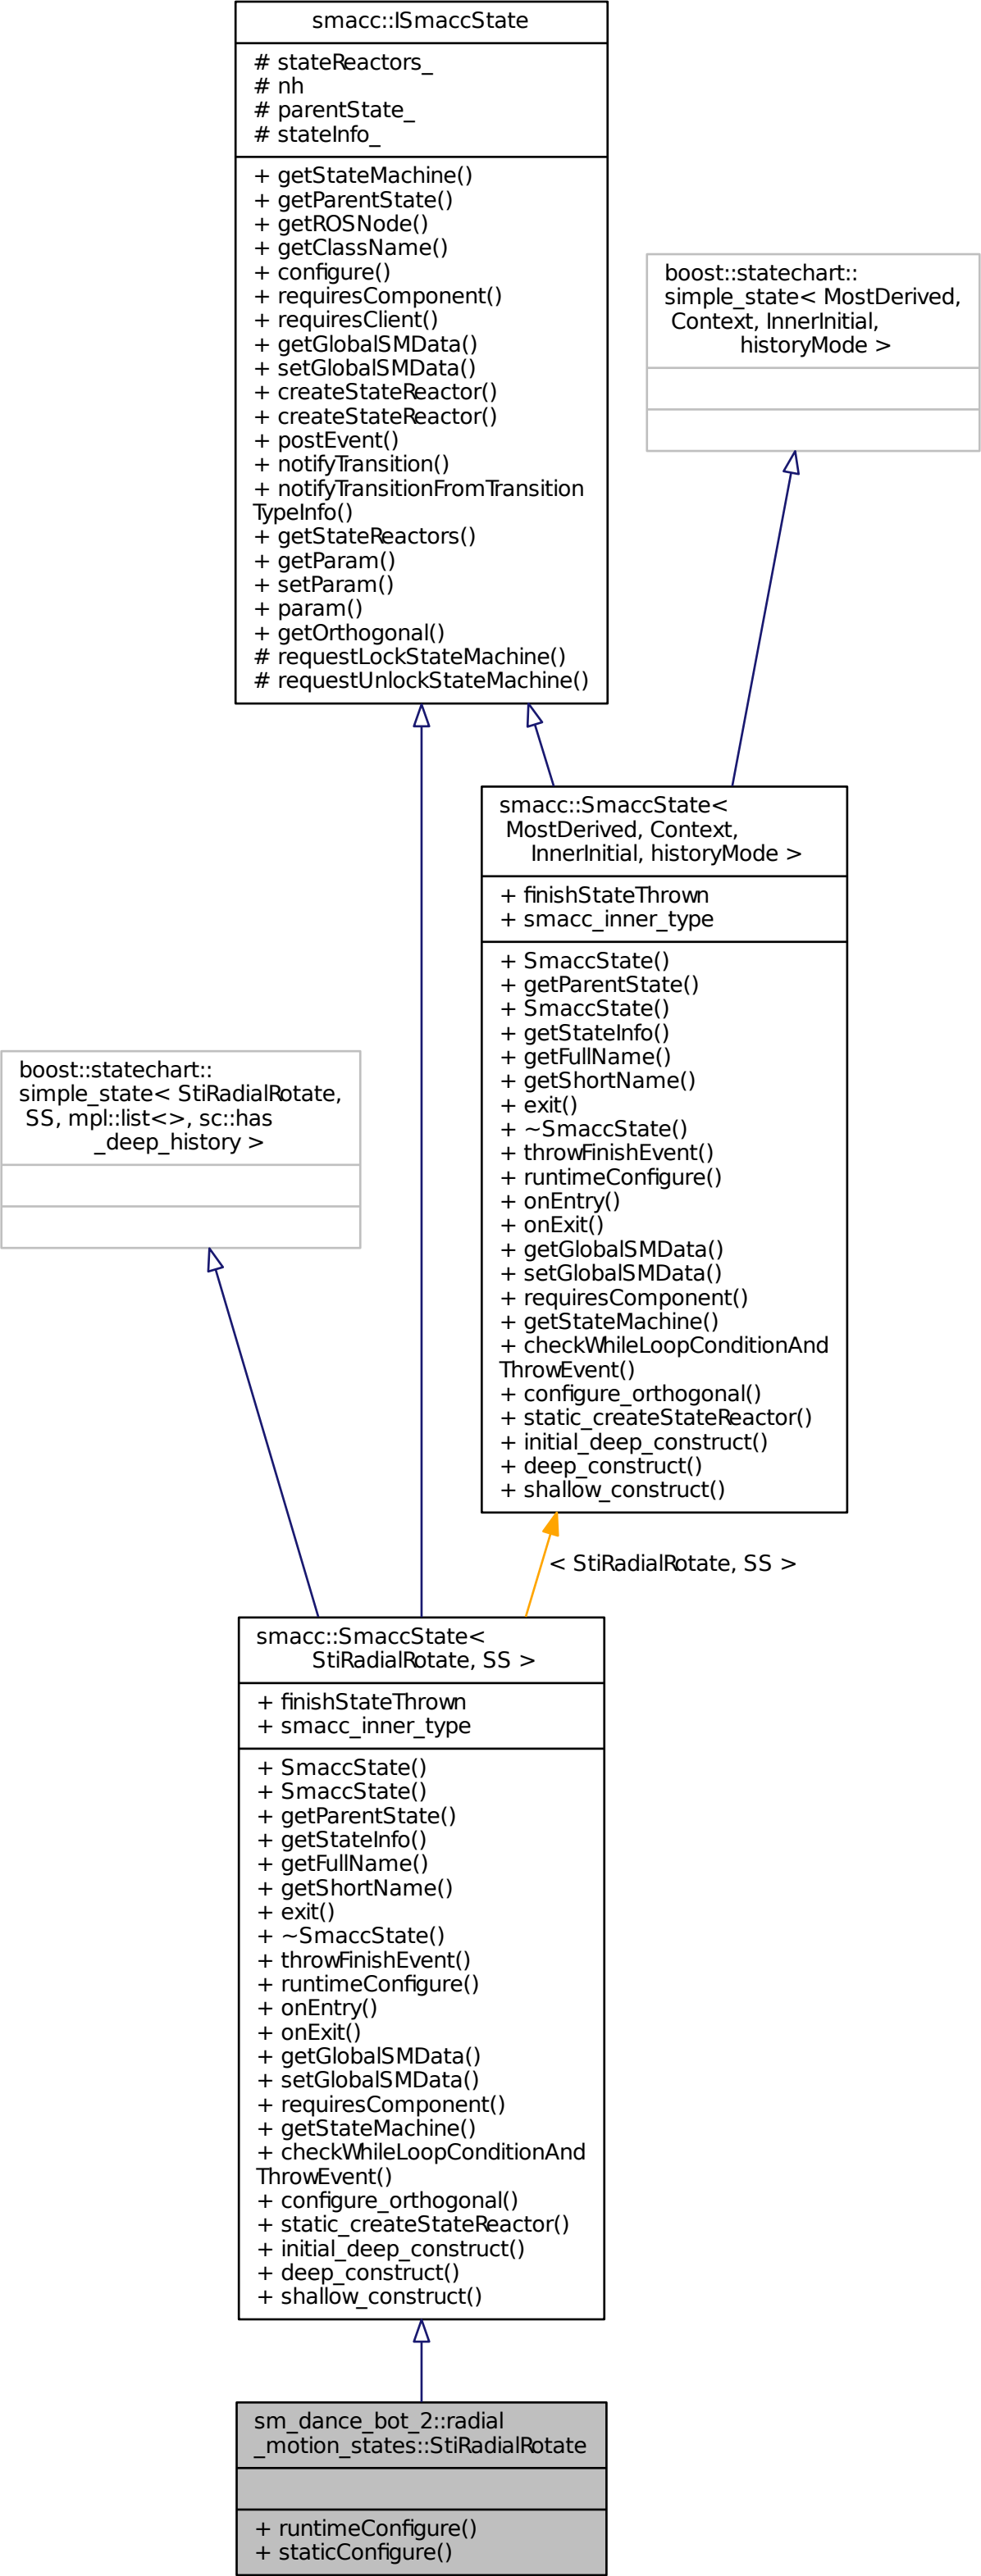 smacc::ISmaccState
# stateReactors_
# nh
# parentState_
# stateInfo_
+ getStateMachine()
+ getParentState()
+ getROSNode()
+ getClassName()
+ configure()
+ requiresComponent()
+ requiresClient()
+ getGlobalSMData()
+ setGlobalSMData()
+ createStateReactor()
+ createStateReactor()
+ postEvent()
+ notifyTransition()
+ notifyTransitionFromTransition
TypeInfo()
+ getStateReactors()
+ getParam()
+ setParam()
+ param()
+ getOrthogonal()
# requestLockStateMachine()
# requestUnlockStateMachine()
boost::statechart::
simple_state< MostDerived,
Context, InnerInitial,
historyMode >
smacc::SmaccState<
MostDerived, Context,
InnerInitial, historyMode >
+ finishStateThrown
+ smacc_inner_type
+ SmaccState()
+ getParentState()
+ SmaccState()
+ getStateInfo()
+ getFullName()
+ getShortName()
+ exit()
+ ~SmaccState()
+ throwFinishEvent()
+ runtimeConfigure()
+ onEntry()
+ onExit()
+ getGlobalSMData()
+ setGlobalSMData()
+ requiresComponent()
+ getStateMachine()
+ checkWhileLoopConditionAnd
ThrowEvent()
+ configure_orthogonal()
+ static_createStateReactor()
+ initial_deep_construct()
+ deep_construct()
+ shallow_construct()
boost::statechart::
simple_state< StiRadialRotate,
SS, mpl::list<>, sc::has
_deep_history >
< StiRadialRotate, SS >
smacc::SmaccState<
StiRadialRotate, SS >
+ finishStateThrown
+ smacc_inner_type
+ SmaccState()
+ SmaccState()
+ getParentState()
+ getStateInfo()
+ getFullName()
+ getShortName()
+ exit()
+ ~SmaccState()
+ throwFinishEvent()
+ runtimeConfigure()
+ onEntry()
+ onExit()
+ getGlobalSMData()
+ setGlobalSMData()
+ requiresComponent()
+ getStateMachine()
+ checkWhileLoopConditionAnd
ThrowEvent()
+ configure_orthogonal()
+ static_createStateReactor()
+ initial_deep_construct()
+ deep_construct()
+ shallow_construct()
sm_dance_bot_2::radial
_motion_states::StiRadialRotate
+ runtimeConfigure()
+ staticConfigure()